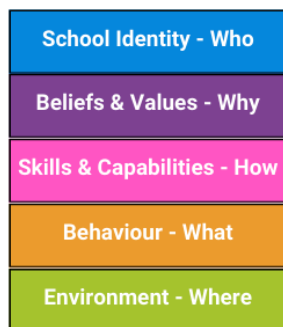 School Identity - Who
Beliefs & Values - Why
Skills & Capabilities - How
Behaviour - What
Environment - Where